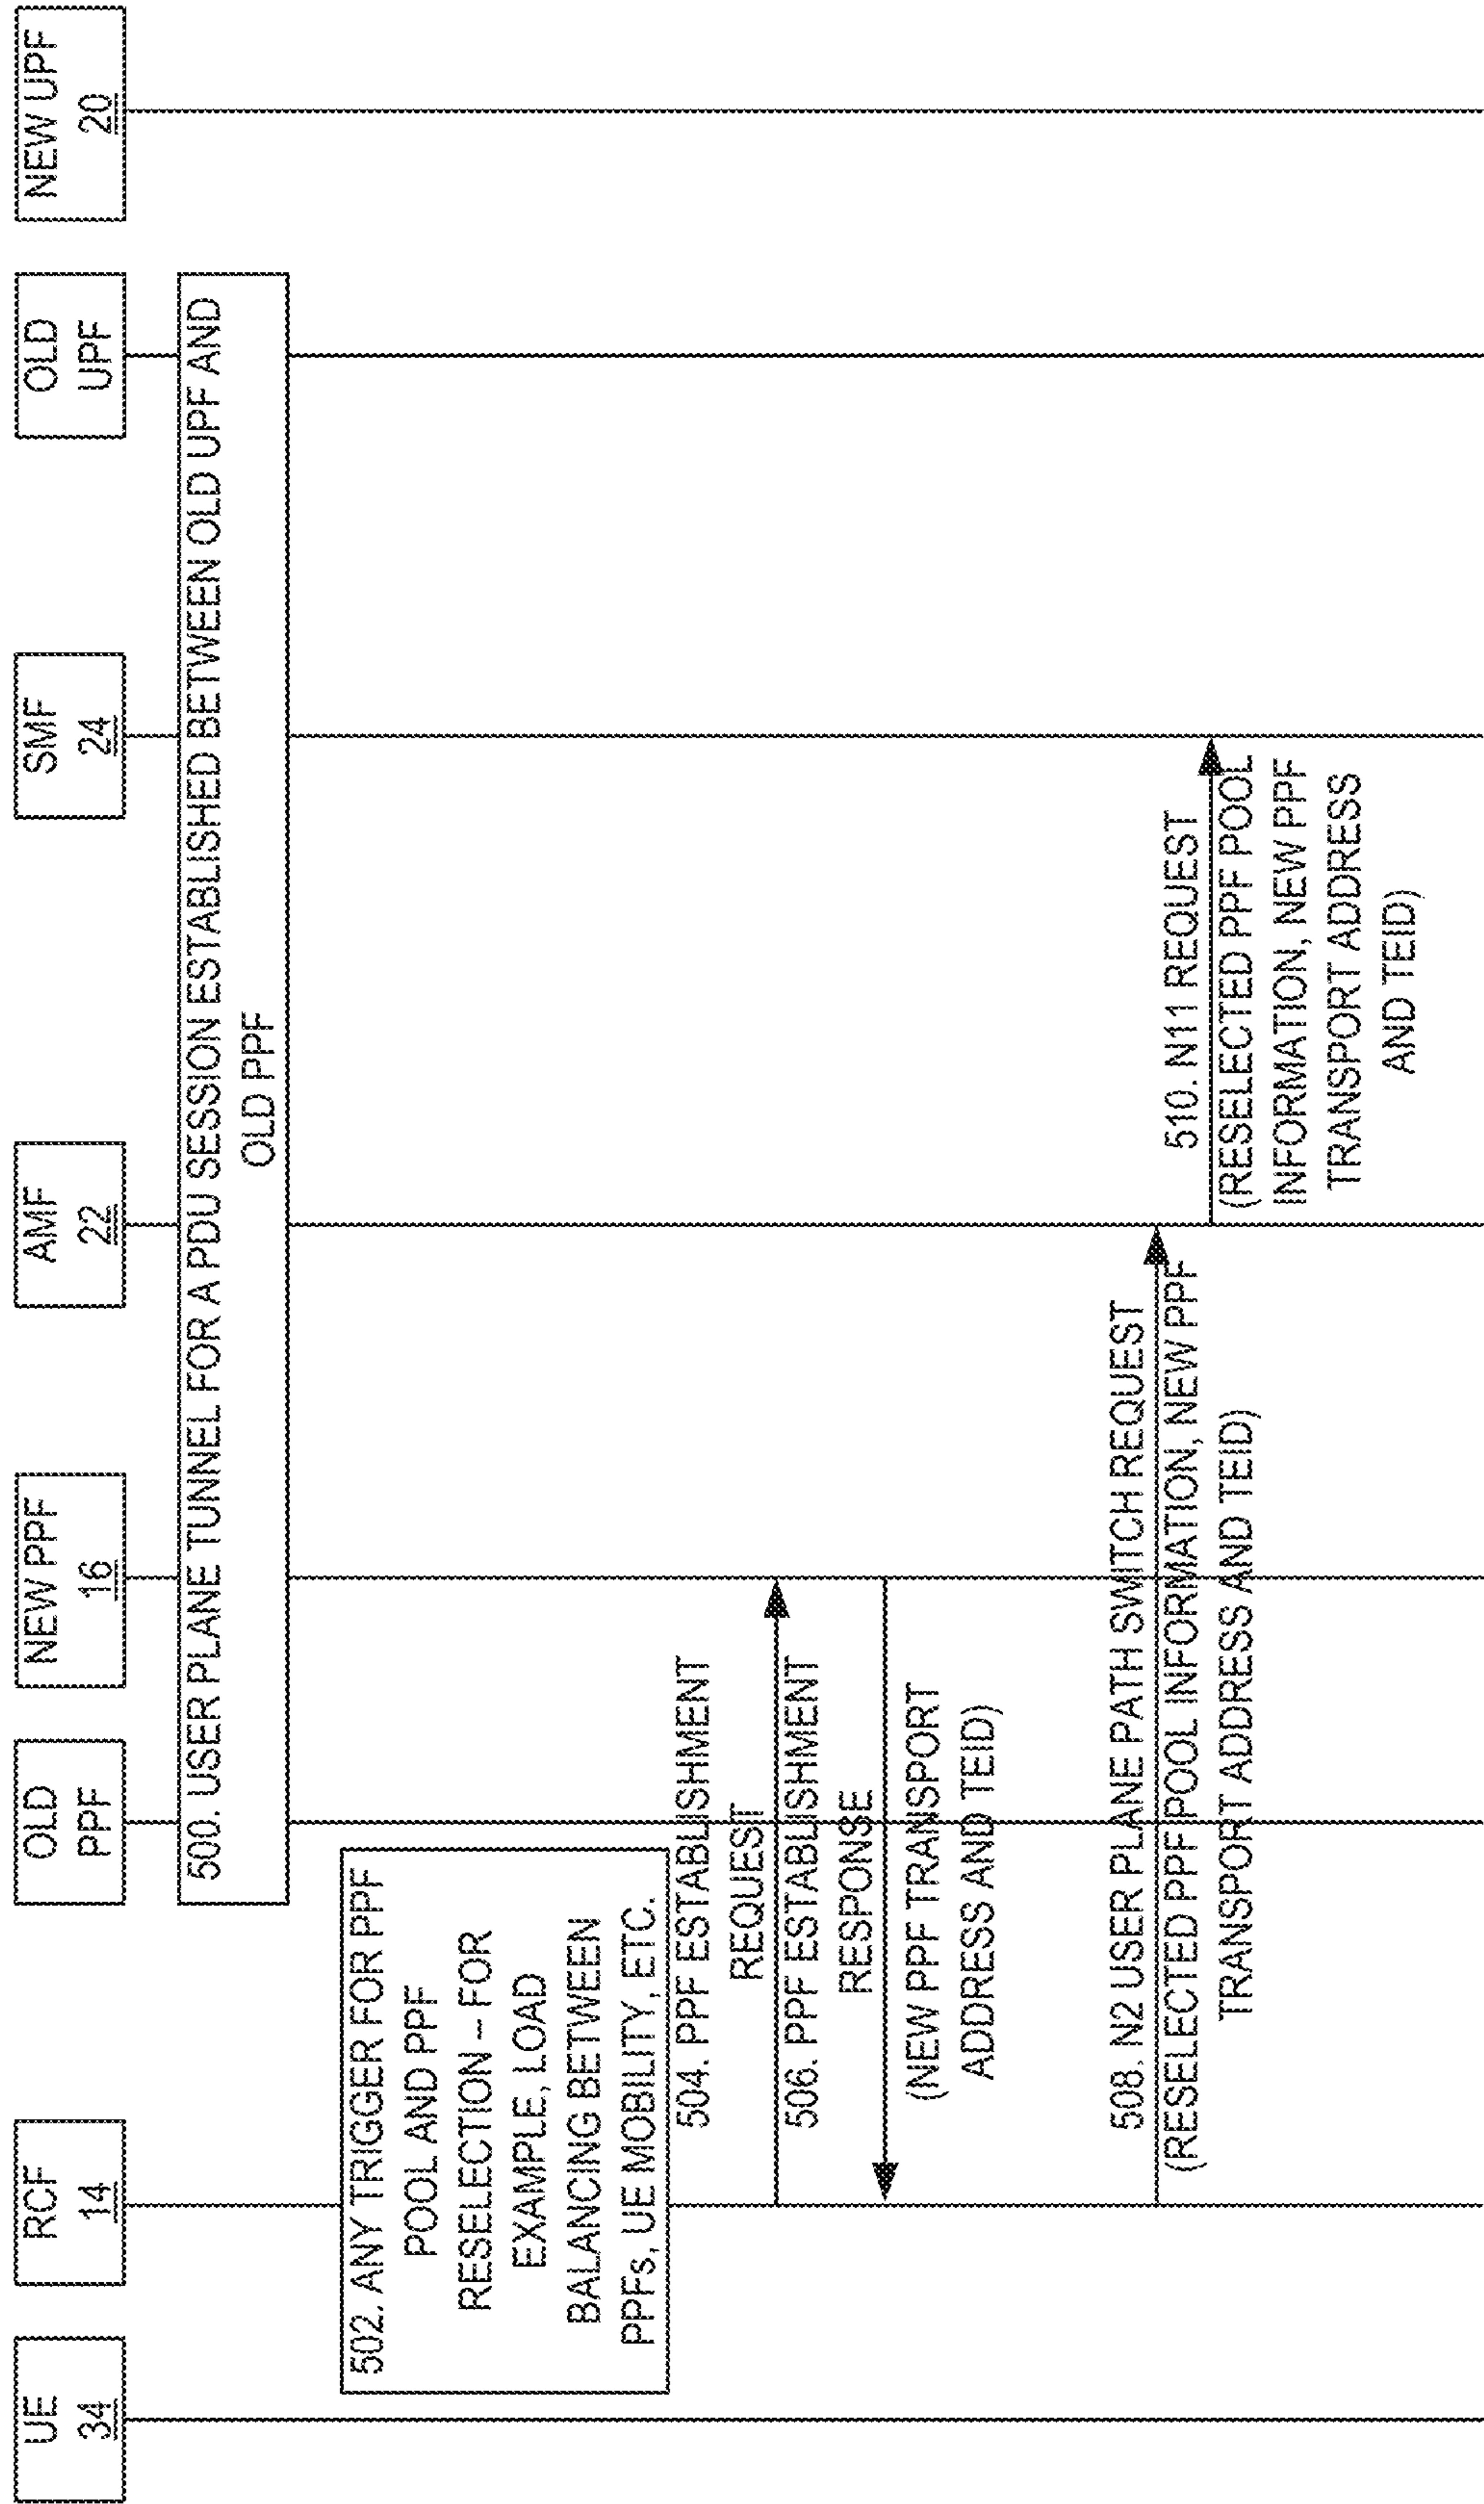 UE
34
RCF
14
OLD
PPF
NEW PPF
16
AMF
22
SMF
24
OLD
UPF
NEW UPF
20
500. USER PLANE TUNNEL FOR A PDU SESSION ESTABLISHED BETWEEN OLD UPF AND
OLD PPF
502. ANY TRIGGER FOR PPF
POOL AND PPF
RESELECTION – FOR
EXAMPLE, LOAD
BALANCING BETWEEN
PPFs, UE MOBILITY, ETC.
504. PPF ESTABLISHMENT
REQUEST
506. PPF ESTABLISHMENT
RESPONSE
(NEW PPF TRANSPORT
ADDRESS AND TEID)
508. N2 USER PLANE PATH SWITCH REQUEST
(RESELECTED PPF POOL INFORMATION, NEW PPF
TRANSPORT ADDRESS AND TEID)
510. N11 REQUEST
(RESELECTED PPF POOL
INFORMATION, NEW PPF
TRANSPORT ADDRESS
AND TEID)